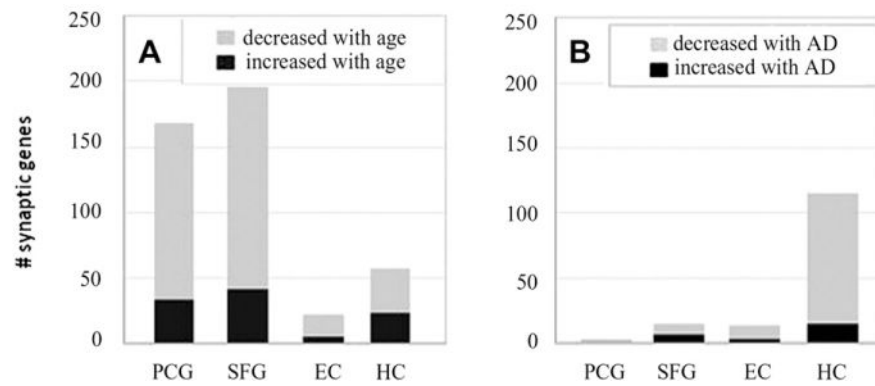 A
decreased with age
increased with age
# synaptic genes
250
200
150
100
50
0
PCG SFG EC HC
B
decreased with AD
increased with AD
250
200
150
100
50
0
PCG SFG EC HC